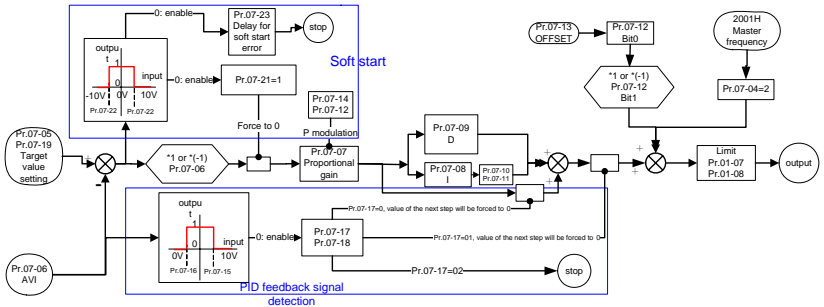 Pr.07-23
Delay for
soft start
error
0: enable
stop
Soft start
outpu
t
1
0
input
-10V
0V
10V
Pr.07-22
Pr.07-22
0: enable
Pr.07-21=1
Pr.07-14
Pr.07-12
Force to 0
P modulation
Pr.07-13
OFFSET
Pr.07-12
Bit0
2001H
Master
frequency
*1 or *(-1)
Pr.07-12
Bit1
Pr.07-04=2
Pr.07-05
Pr.07-19
Target
value
setting
+
-
*1 or *(-1)
Pr.07-06
Pr.07-07
Proportional
gain
Pr.07-09
D
Pr.07-08
I
Pr.07-10
Pr.07-11
+
+
+
+
+
Limit
Pr.01-07
Pr.01-08
output
Pr.07-06
AVI
outpu
t
1
0
input
0V
10V
Pr.07-16
Pr.07-15
0: enable
Pr.07-17
Pr.07-18
Pr.07-17=0, value of the next step will be forced to 0
Pr.07-17=01, value of the next step will be forced to 0
Pr.07-17=02
stop
PID feedback signal
detection